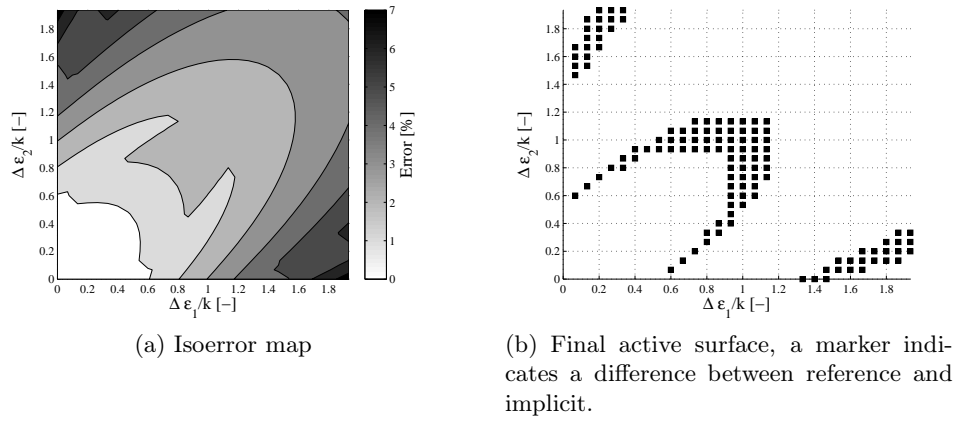 1.8
1.6
1.4
1.2
1
0.8
0.6
0.4
0.2
0
0 0.2 0.4 0.6 0.8 1 1.2 1.4 1.6 1.8
Δ ε₂/k [−]
Δ ε₁/k [−]
7
6
5
4
3
2
1
0
Error [%]
(a) Isoerror map
1.8
1.6
1.4
1.2
1
0.8
0.6
0.4
0.2
0
0 0.2 0.4 0.6 0.8 1 1.2 1.4 1.6 1.8
Δ ε₂/k [−]
Δ ε₁/k [−]
(b) Final active surface, a marker indi-
cates a difference between reference and
implicit.